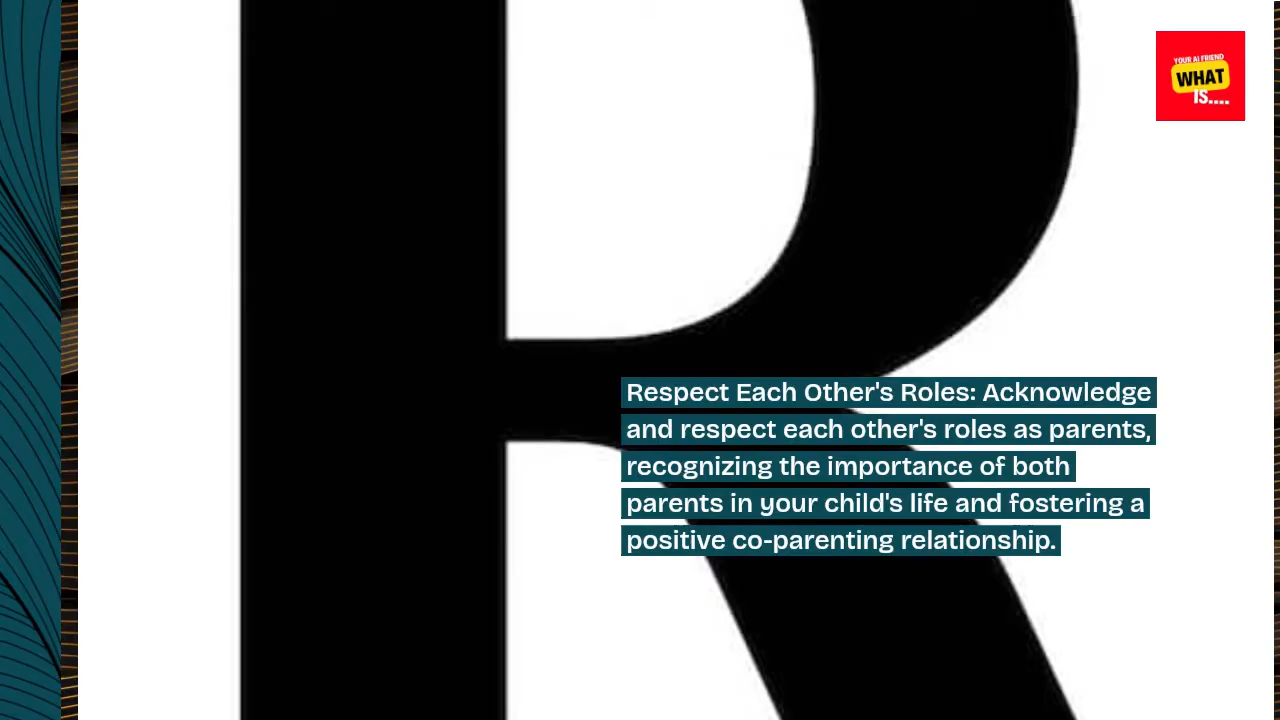 R
YOUR AI FRIEND
WHAT
IS....
Respect Each Other's Roles: Acknowledge
and respect each other's roles as parents,
recognizing the importance of both
parents in your child's life and fostering a
positive co-parenting relationship.